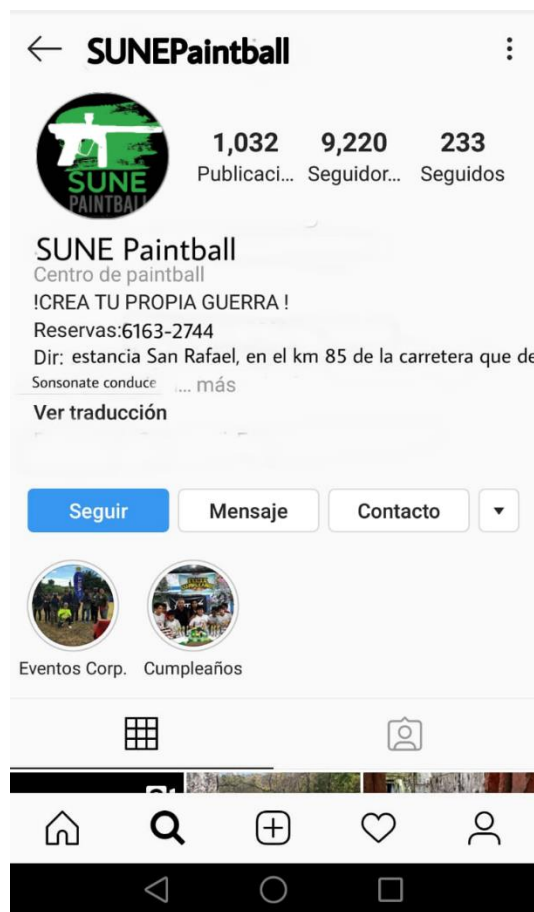 SUNEPaintball
SUNE
PAINTBALL
1,032 9,220 233
Publicaci... Seguidor... Seguidos
SUNE Paintball
Centro de paintball
!CREA TU PROPIA GUERRA !
Reservas:6163-2744
Dir: estancia San Rafael, en el km 85 de la carretera que de
Sonsonate conduce ... más
Ver traducción
Seguir Mensaje Contacto
Eventos Corp. Cumpleaños